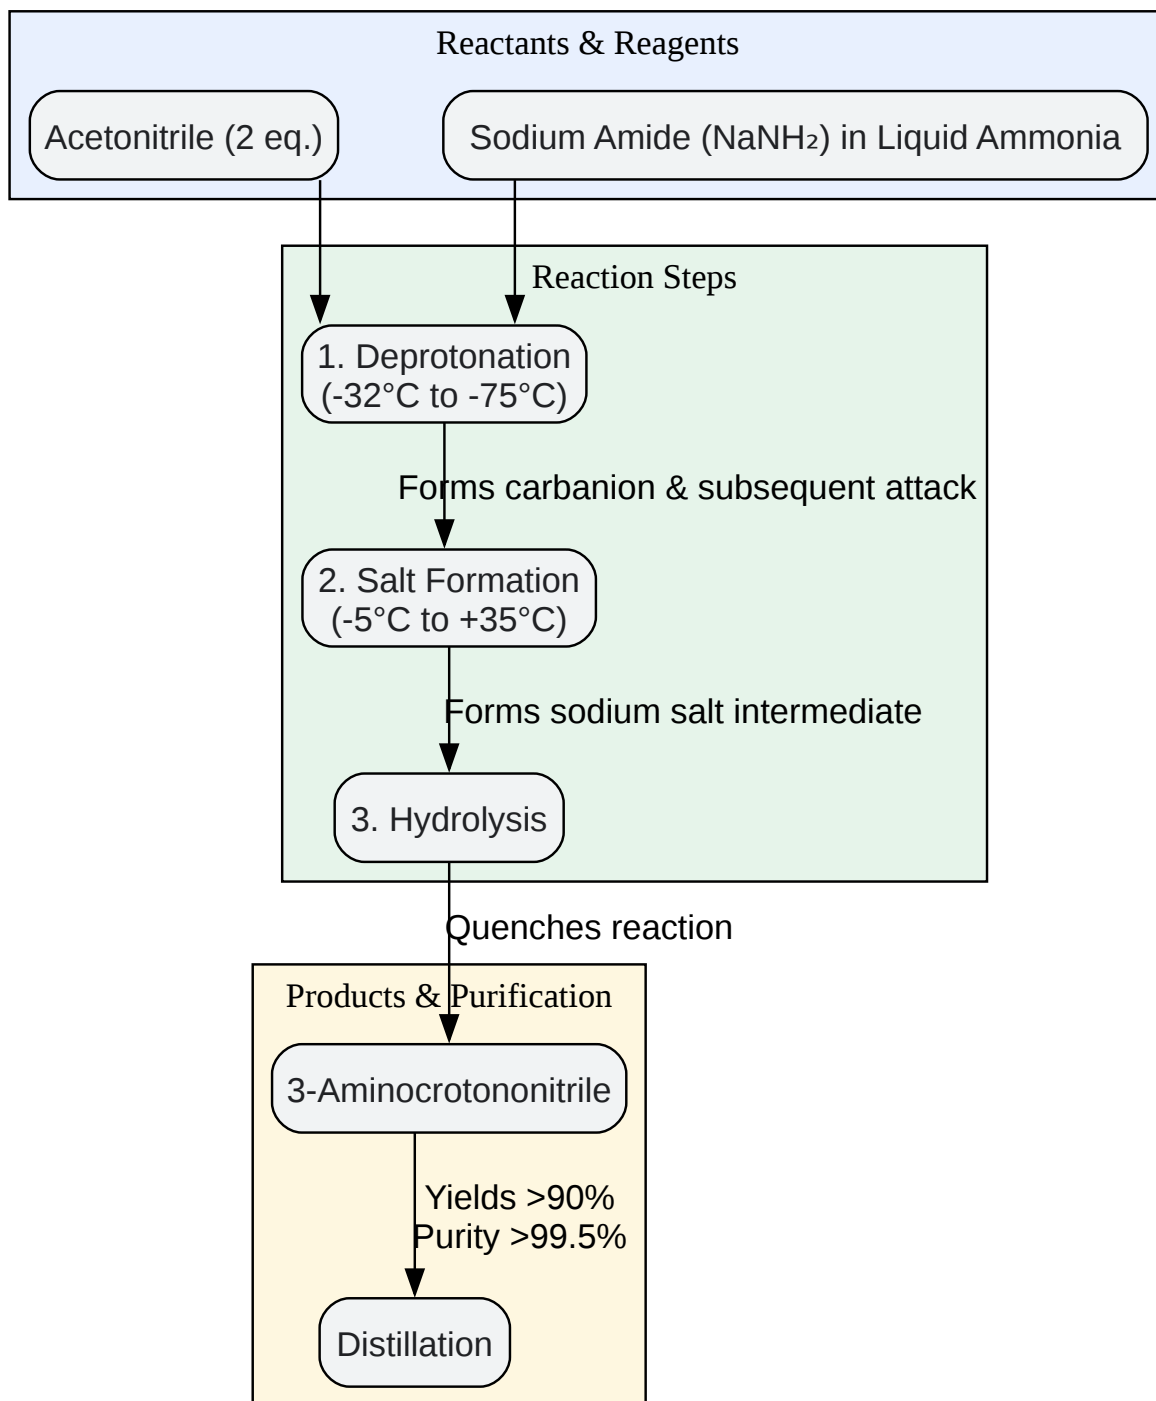 Reactants & Reagents
Acetonitrile (2 eq.)
Sodium Amide (NaNH₂) in Liquid Ammonia
Reaction Steps
1. Deprotonation
(-32°C to -75°C)
Forms carbanion & subsequent attack
2. Salt Formation
(-5°C to +35°C)
Forms sodium salt intermediate
3. Hydrolysis
Quenches reaction
Products & Purification
3-Aminocrotononitrile
Yields >90%
Purity >99.5%
Distillation